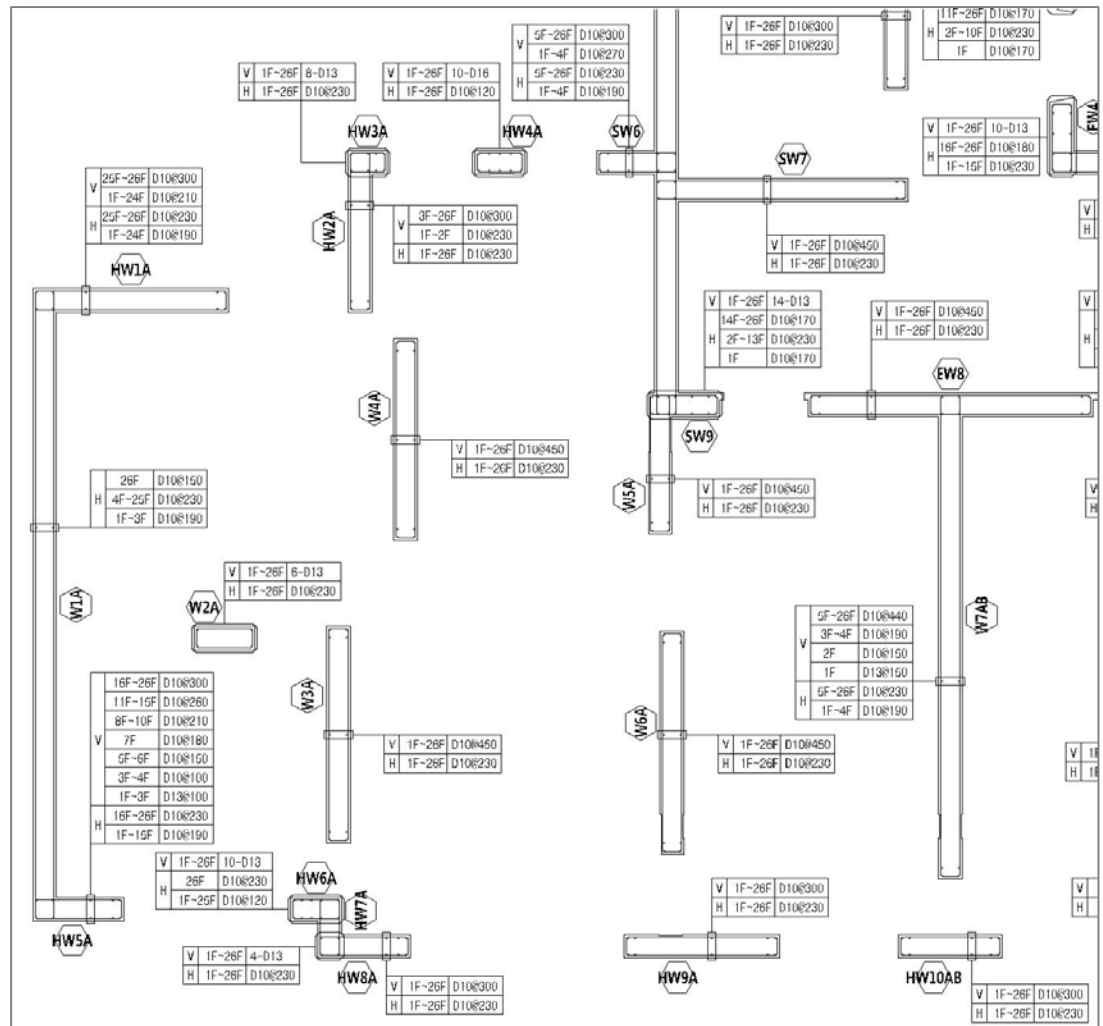 V 1F~26F D10@300
H 1F~26F D10@230
11F~26F D10@170
H 2F~10F D10@230
1F D10@170
V 5F~26F D10@300
1F~4F D10@270
H 5F~26F D10@230
1F~4F D10@190
V 1F~26F 8-D13
H 1F~26F D10@230
V 1F~26F 10-D16
H 1F~26F D10@120
HW3A
HW4A
SW6
SW7
V 1F~26F 10-D13
H 16F~26F D10@180
1F~15F D10@230
V 25F~26F D10@300
1F~24F D10@210
H 25F~26F D10@230
1F~24F D10@190
HW2A
V 3F~26F D10@300
1F~2F D10@230
H 1F~26F D10@230
V 1F~26F D10@450
H 1F~26F D10@230
V
H
HW1A
V 1F~26F 14-D13
H 14F~26F D10@170
2F~13F D10@230
1F D10@170
V 1F~26F D10@450
H 1F~26F D10@230
V
H
EW8
W4A
SW9
V 1F~26F D10@450
H 1F~26F D10@230
H 26F D10@150
4F~25F D10@230
1F~3F D10@190
W5A
V 1F~26F D10@450
H 1F~26F D10@230
V
H
V 1F~26F 6-D13
H 1F~26F D10@230
W1A
W2A
W7AB
V 5F~26F D10@440
3F~4F D10@190
2F D10@150
1F D13@150
H 5F~26F D10@230
1F~4F D10@190
V 16F~26F D10@300
11F~15F D10@260
8F~10F D10@210
7F D10@180
5F~6F D10@150
3F~4F D10@100
1F~3F D13@100
H 16F~26F D10@230
1F~15F D10@190
W3A
V 1F~26F D10@450
H 1F~26F D10@230
W6A
V 1F~26F D10@450
H 1F~26F D10@230
V
H
V 1F~26F 10-D13
H 26F D10@230
1F~25F D10@120
HW6A
HW7A
V 1F~26F D10@300
H 1F~26F D10@230
V
H
HW5A
V 1F~26F 4-D13
H 1F~26F D10@230
HW8A
HW9A
HW10AB
V 1F~26F D10@300
H 1F~26F D10@230
V 1F~26F D10@300
H 1F~26F D10@230